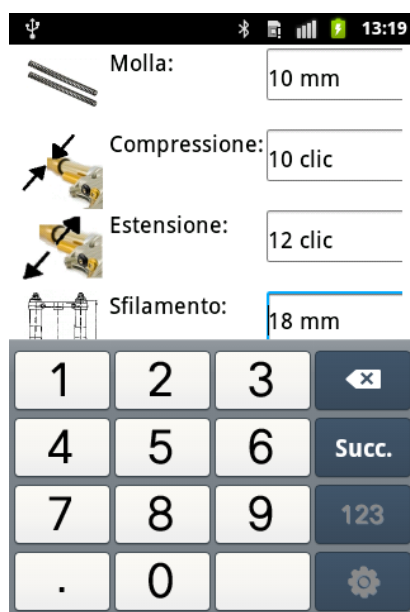 13:19
Molla:
10 mm
Compressione:
10 clic
Estensione:
12 clic
Sfilamento:
18 mm
1 2 3
4 5 6 Succ.
7 8 9 123
. 0